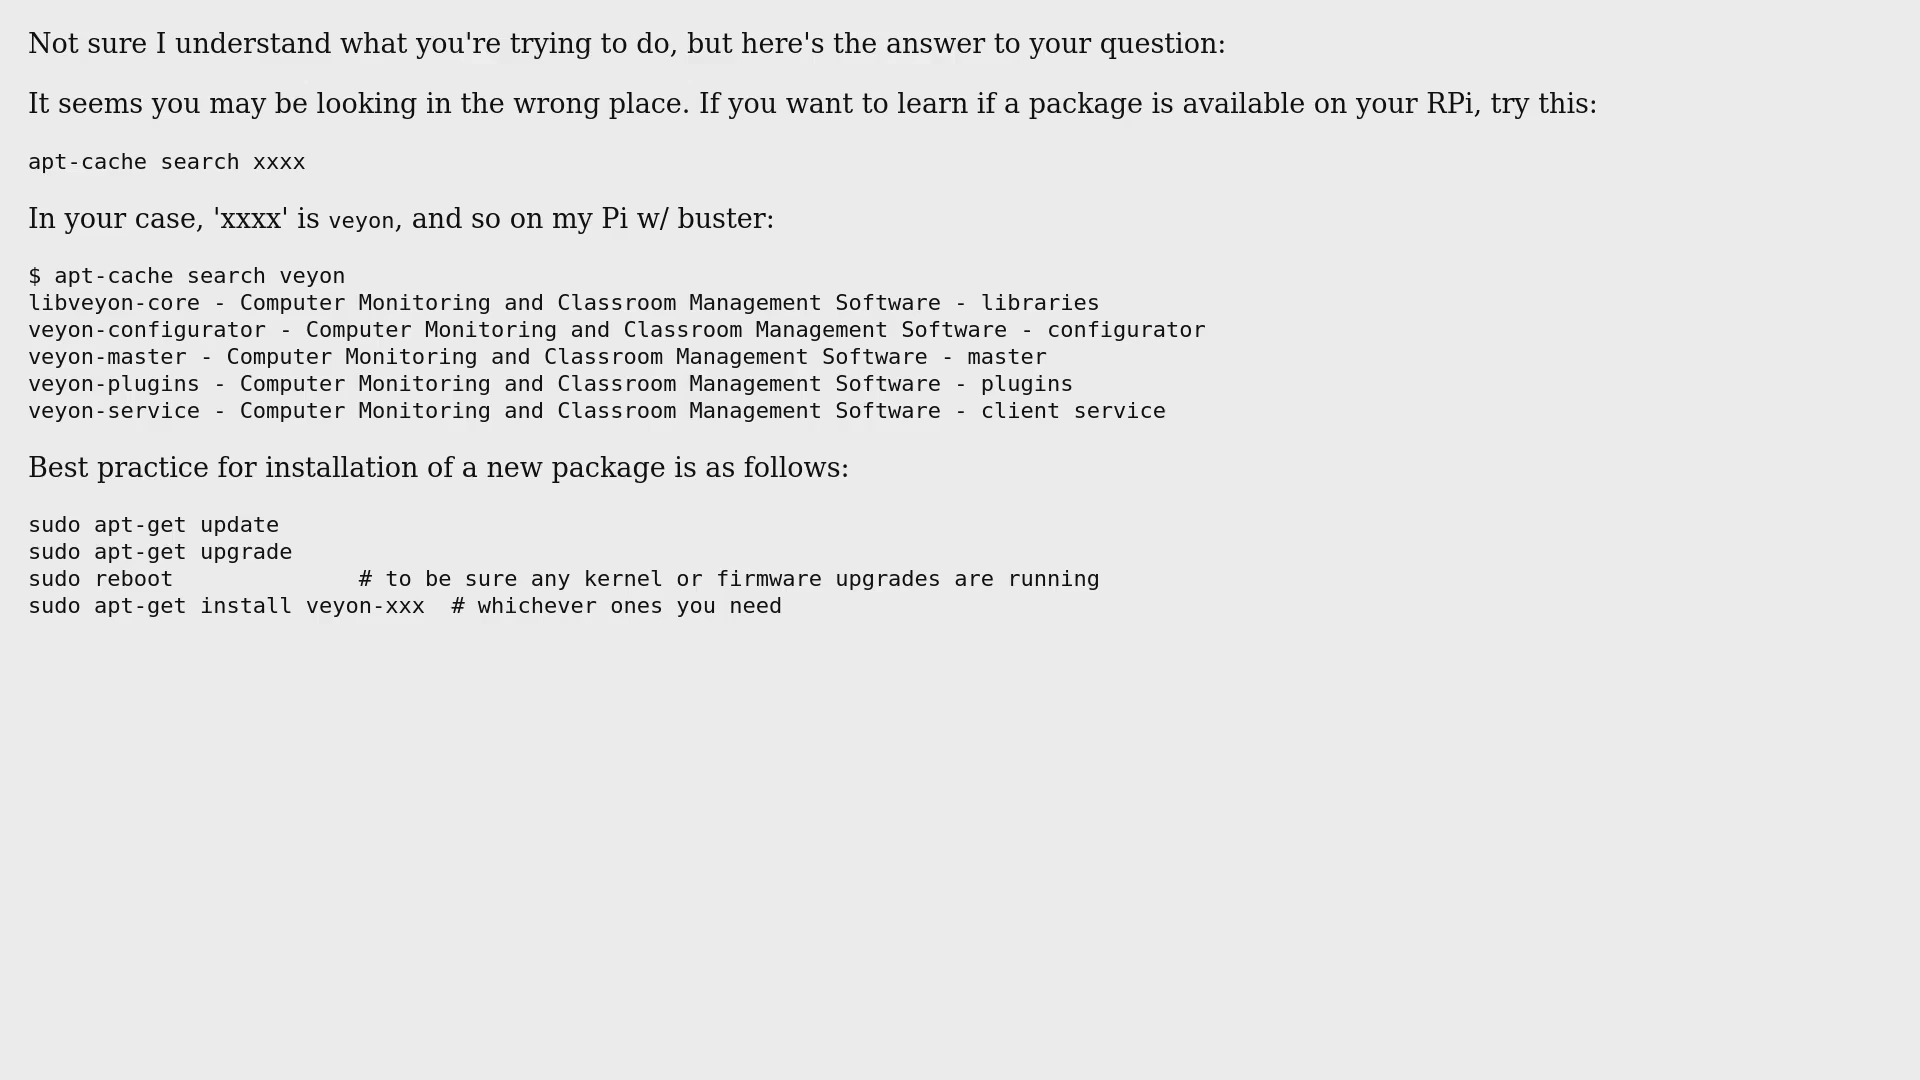 Not sure I understand what you're trying to do, but here's the answer to your question:
It seems you may be looking in the wrong place. If you want to learn if a package is available on your RPi, try this:
apt-cache search xxxx
In your case, 'xxxx' is veyon, and so on my Pi w/ buster:
$ apt-cache search veyon
libveyon-core - Computer Monitoring and Classroom Management Software - libraries
veyon-configurator - Computer Monitoring and Classroom Management Software - configurator
veyon-master - Computer Monitoring and Classroom Management Software - master
veyon-plugins - Computer Monitoring and Classroom Management Software - plugins
veyon-service - Computer Monitoring and Classroom Management Software - client service
Best practice for installation of a new package is as follows:
sudo apt-get update
sudo apt-get upgrade
sudo reboot              # to be sure any kernel or firmware upgrades are running
sudo apt-get install veyon-xxx  # whichever ones you need